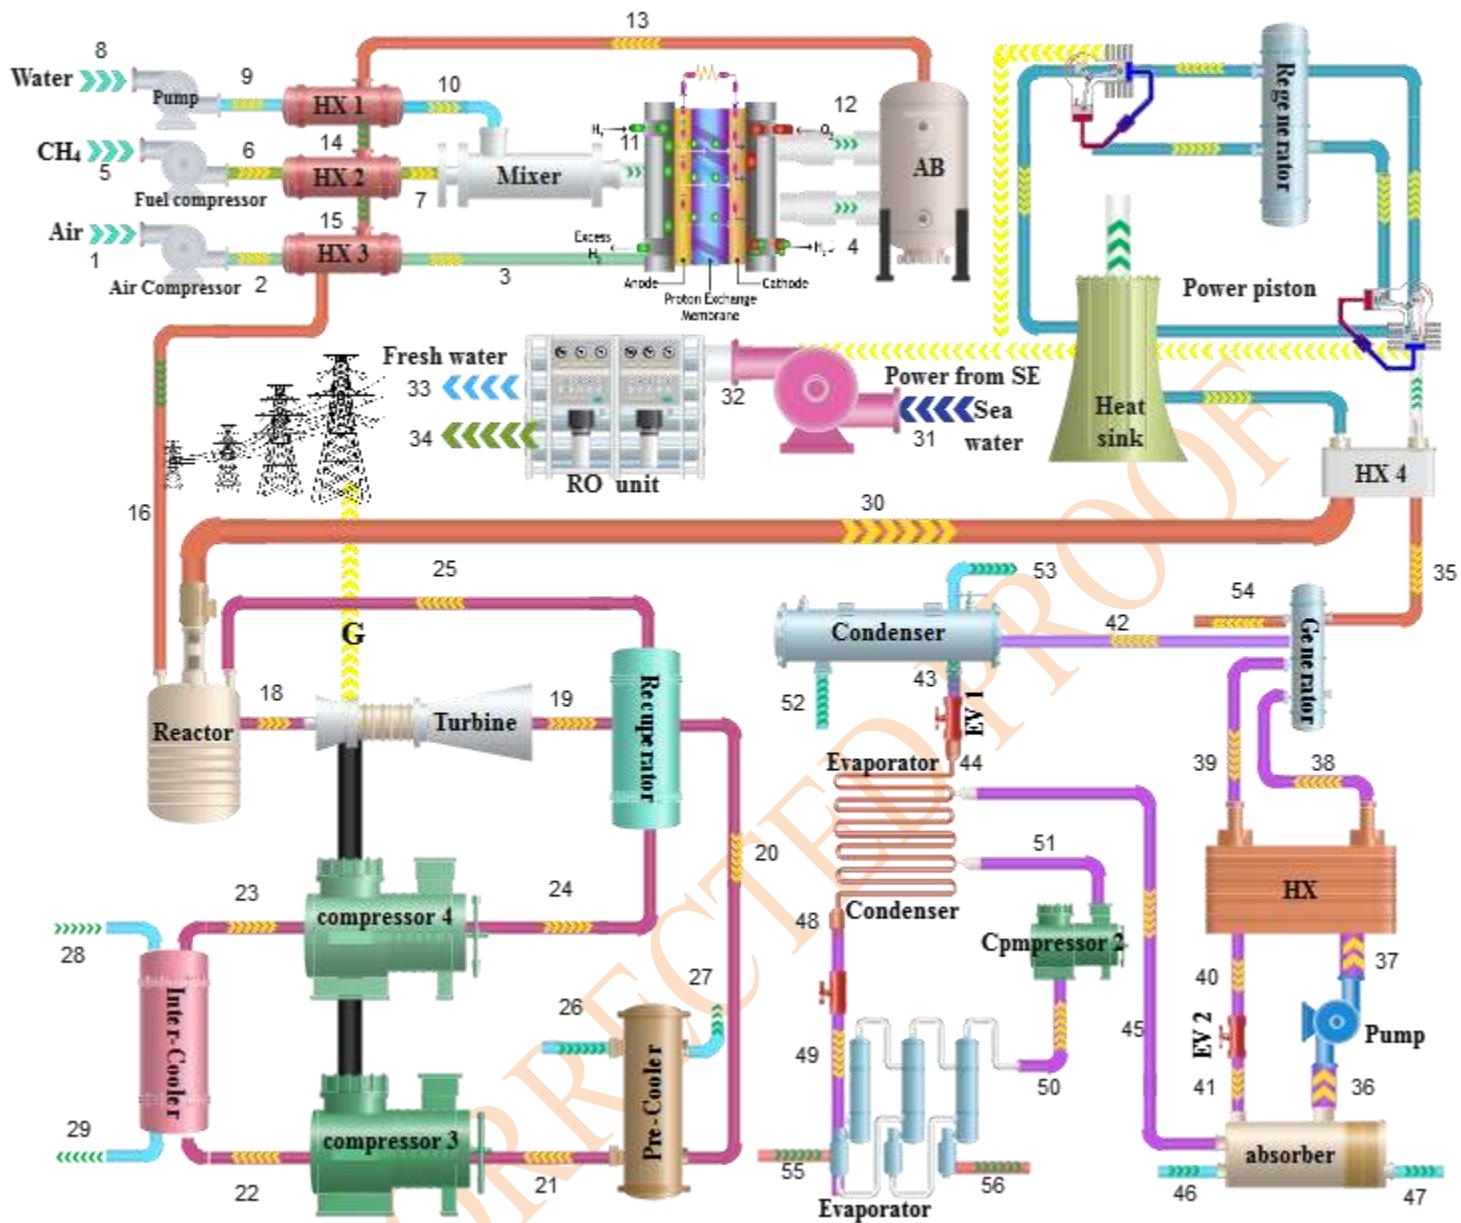 13
8
Water
9
Pump
HX 1
10
12
CH₄
5
6
14
Fuel compressor
HX 2
7
Mixer
H₂
11
O₂
AB
Regenerator
Air
1
2
15
Air Compressor
HX 3
3
Excess
H₂
4
Anode
Cathode
Proton Exchange
Membrane
Power piston
Fresh water
33
34
RO unit
32
Power from SE
Sea
water
31
Heat
sink
HX 4
16
30
35
25
G
53
54
Condenser
42
Generator
52
43
EV 1
18
Reactor
Turbine
19
Recuperator
Evaporator
44
39
38
20
51
HX
23
compressor 4
24
Condenser
48
Cpmpressor 2
28
Inter-Cooler
27
26
40
37
45
EV 2
Pump
49
50
41
36
29
22
compressor 3
21
Pre-Cooler
55
56
Evaporator
absorber
46
47
CORRECTED PROOF